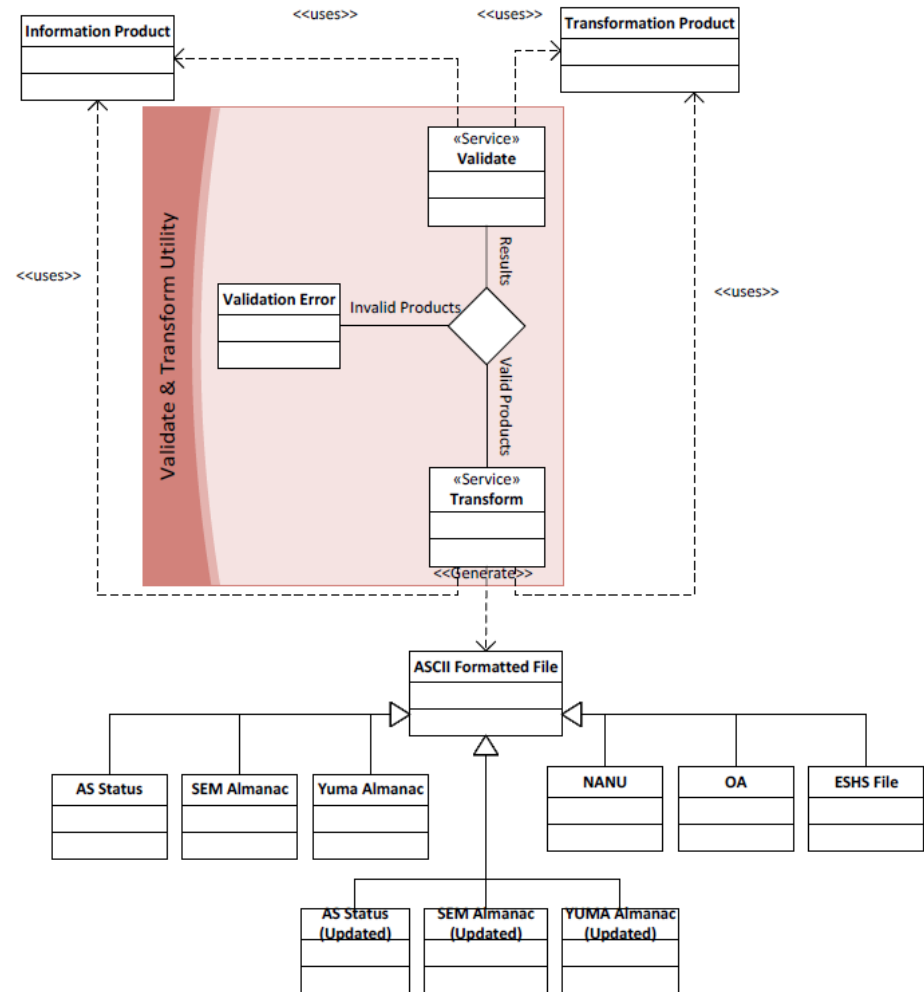 <<uses>>
<<uses>>
Information Product
Transformation Product
«Service»
Validate
Validate & Transform Utility
Results
<<uses>>
<<uses>>
Validation Error
Invalid Products
Valid Products
«Service»
Transform
<<Generate>>
ASCII Formatted File
AS Status
SEM Almanac
Yuma Almanac
NANU
OA
ESHS File
AS Status
(Updated)
SEM Almanac
(Updated)
YUMA Almanac
(Updated)